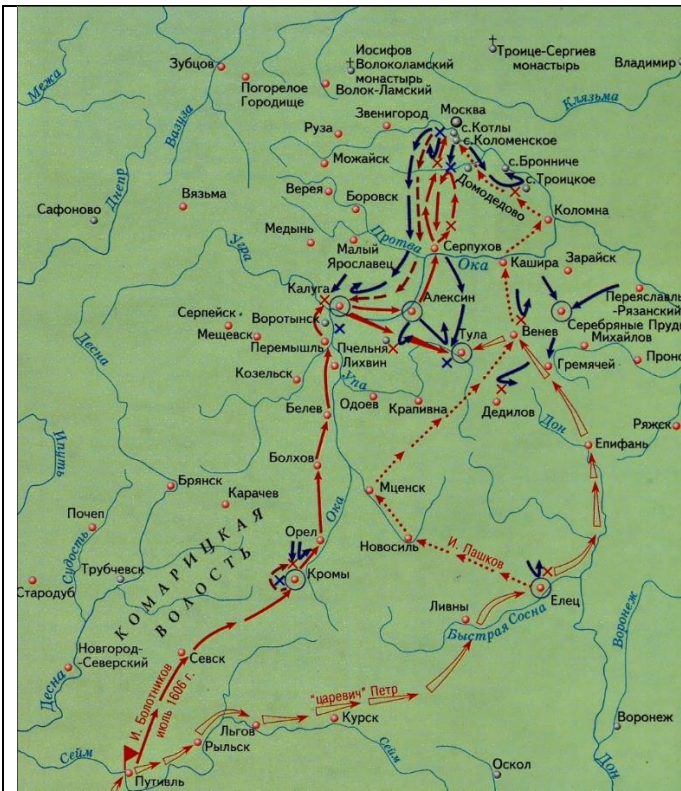 Иосифов
Волоколамский
монастырь
Троице-Сергиев
монастырь
Владимир
Зубцов
Межа
Погорелое
Городище
Волок-Ламский
Клязьма
Вазуза
Звенигород
Москва
с.Котлы
с.Коломенское
Руза
Можайск
с.Бронниче
с.Троицкое
Домодедово
Днепр
Вязьма
Верея
Боровск
Сафоново
Коломна
Медынь
Протва
Малый
Ярославец
Серпухов
Ока
Кашира
Зарайск
Угра
Калуга
Алексин
Переяславль
-Рязанский
Серпейск
Воротынск
Серебряные Пруды
Десна
Мещевск
Перемышль
Пчельня
Тула
Венев
Михайлов
Лихвин
Гремячей
Пронск
Козельск
Упа
Одоев
Крапивна
Дедилов
Белев
Дон
Ряжск
Ипуть
Епифань
Болхов
Брянск
Мценск
Карачев
Почеп
Ока
Орел
Новосиль
И. Пашков
Судость
Трубчевск
КОМАРИЦКАЯ
ВОЛОСТЬ
Кромы
Стародуб
Елец
Ливны
Быстрая Сосна
Воронеж
Новгород-
-Северский
Севск
Десна
И. Болотников
июль 1606 г.
"царевич" Петр
Льгов
Курск
Рыльск
Воронеж
Сейм
Путивль
Сейм
Оскол
Дон